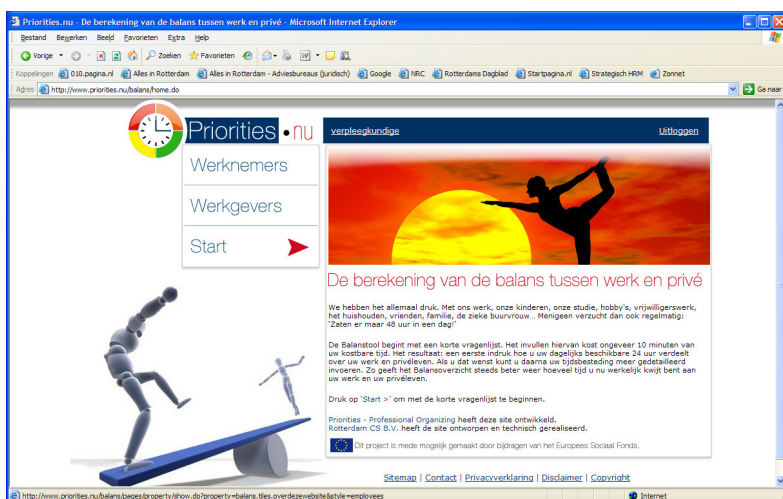 Priorities.nu - De berekening van de balans tussen werk en privé - Microsoft Internet Explorer
Bestand Bewerken Beeld Favorieten Extra Help
Vorige Zoeken Favorieten
Koppelingen 010.pagina.nl Alles in Rotterdam Alles in Rotterdam - Adviesbureaus (juridisch) Google NRC Rotterdams Dagblad Startpagina.nl Strategisch HRM Zonnet
Adres http://www.priorities.nu/balans/home.do Ga naar
Priorities.nu
verpleegkundige Uitloggen
Werknemers
Werkgevers
Start
De berekening van de balans tussen werk en privé
We hebben het allemaal druk. Met ons werk, onze kinderen, onze studie, hobby's, vrijwilligerswerk,
het huishouden, vrienden, familie, de zieke buurvrouw... Menigeen verzucht dan ook regelmatig:
'Zaten er maar 48 uur in een dag!'
De Balanstool begint met een korte vragenlijst. Het invullen hiervan kost ongeveer 10 minuten van
uw kostbare tijd. Het resultaat: een eerste indruk hoe u uw dagelijks beschikbare 24 uur verdeelt
over uw werk en privéleven. Als u dat wenst kunt u daarna uw tijdsbesteding meer gedetailleerd
invoeren. Zo geeft het Balansoverzicht steeds beter weer hoeveel tijd u nu werkelijk kwijt bent aan
uw werk en uw privéleven.
Druk op 'Start >' om met de korte vragenlijst te beginnen.
Priorities - Professional Organizing heeft deze site ontwikkeld.
Rotterdam CS B.V. heeft de site ontworpen en technisch gerealiseerd.
Dit project is mede mogelijk gemaakt door bijdragen van het Europees Sociaal Fonds.
Sitemap | Contact | Privacyverklaring | Disclaimer | Copyright
http://www.priorities.nu/balans/pages/property/show.do?property=balans.tiles.overdezewebsite&style=employees Internet